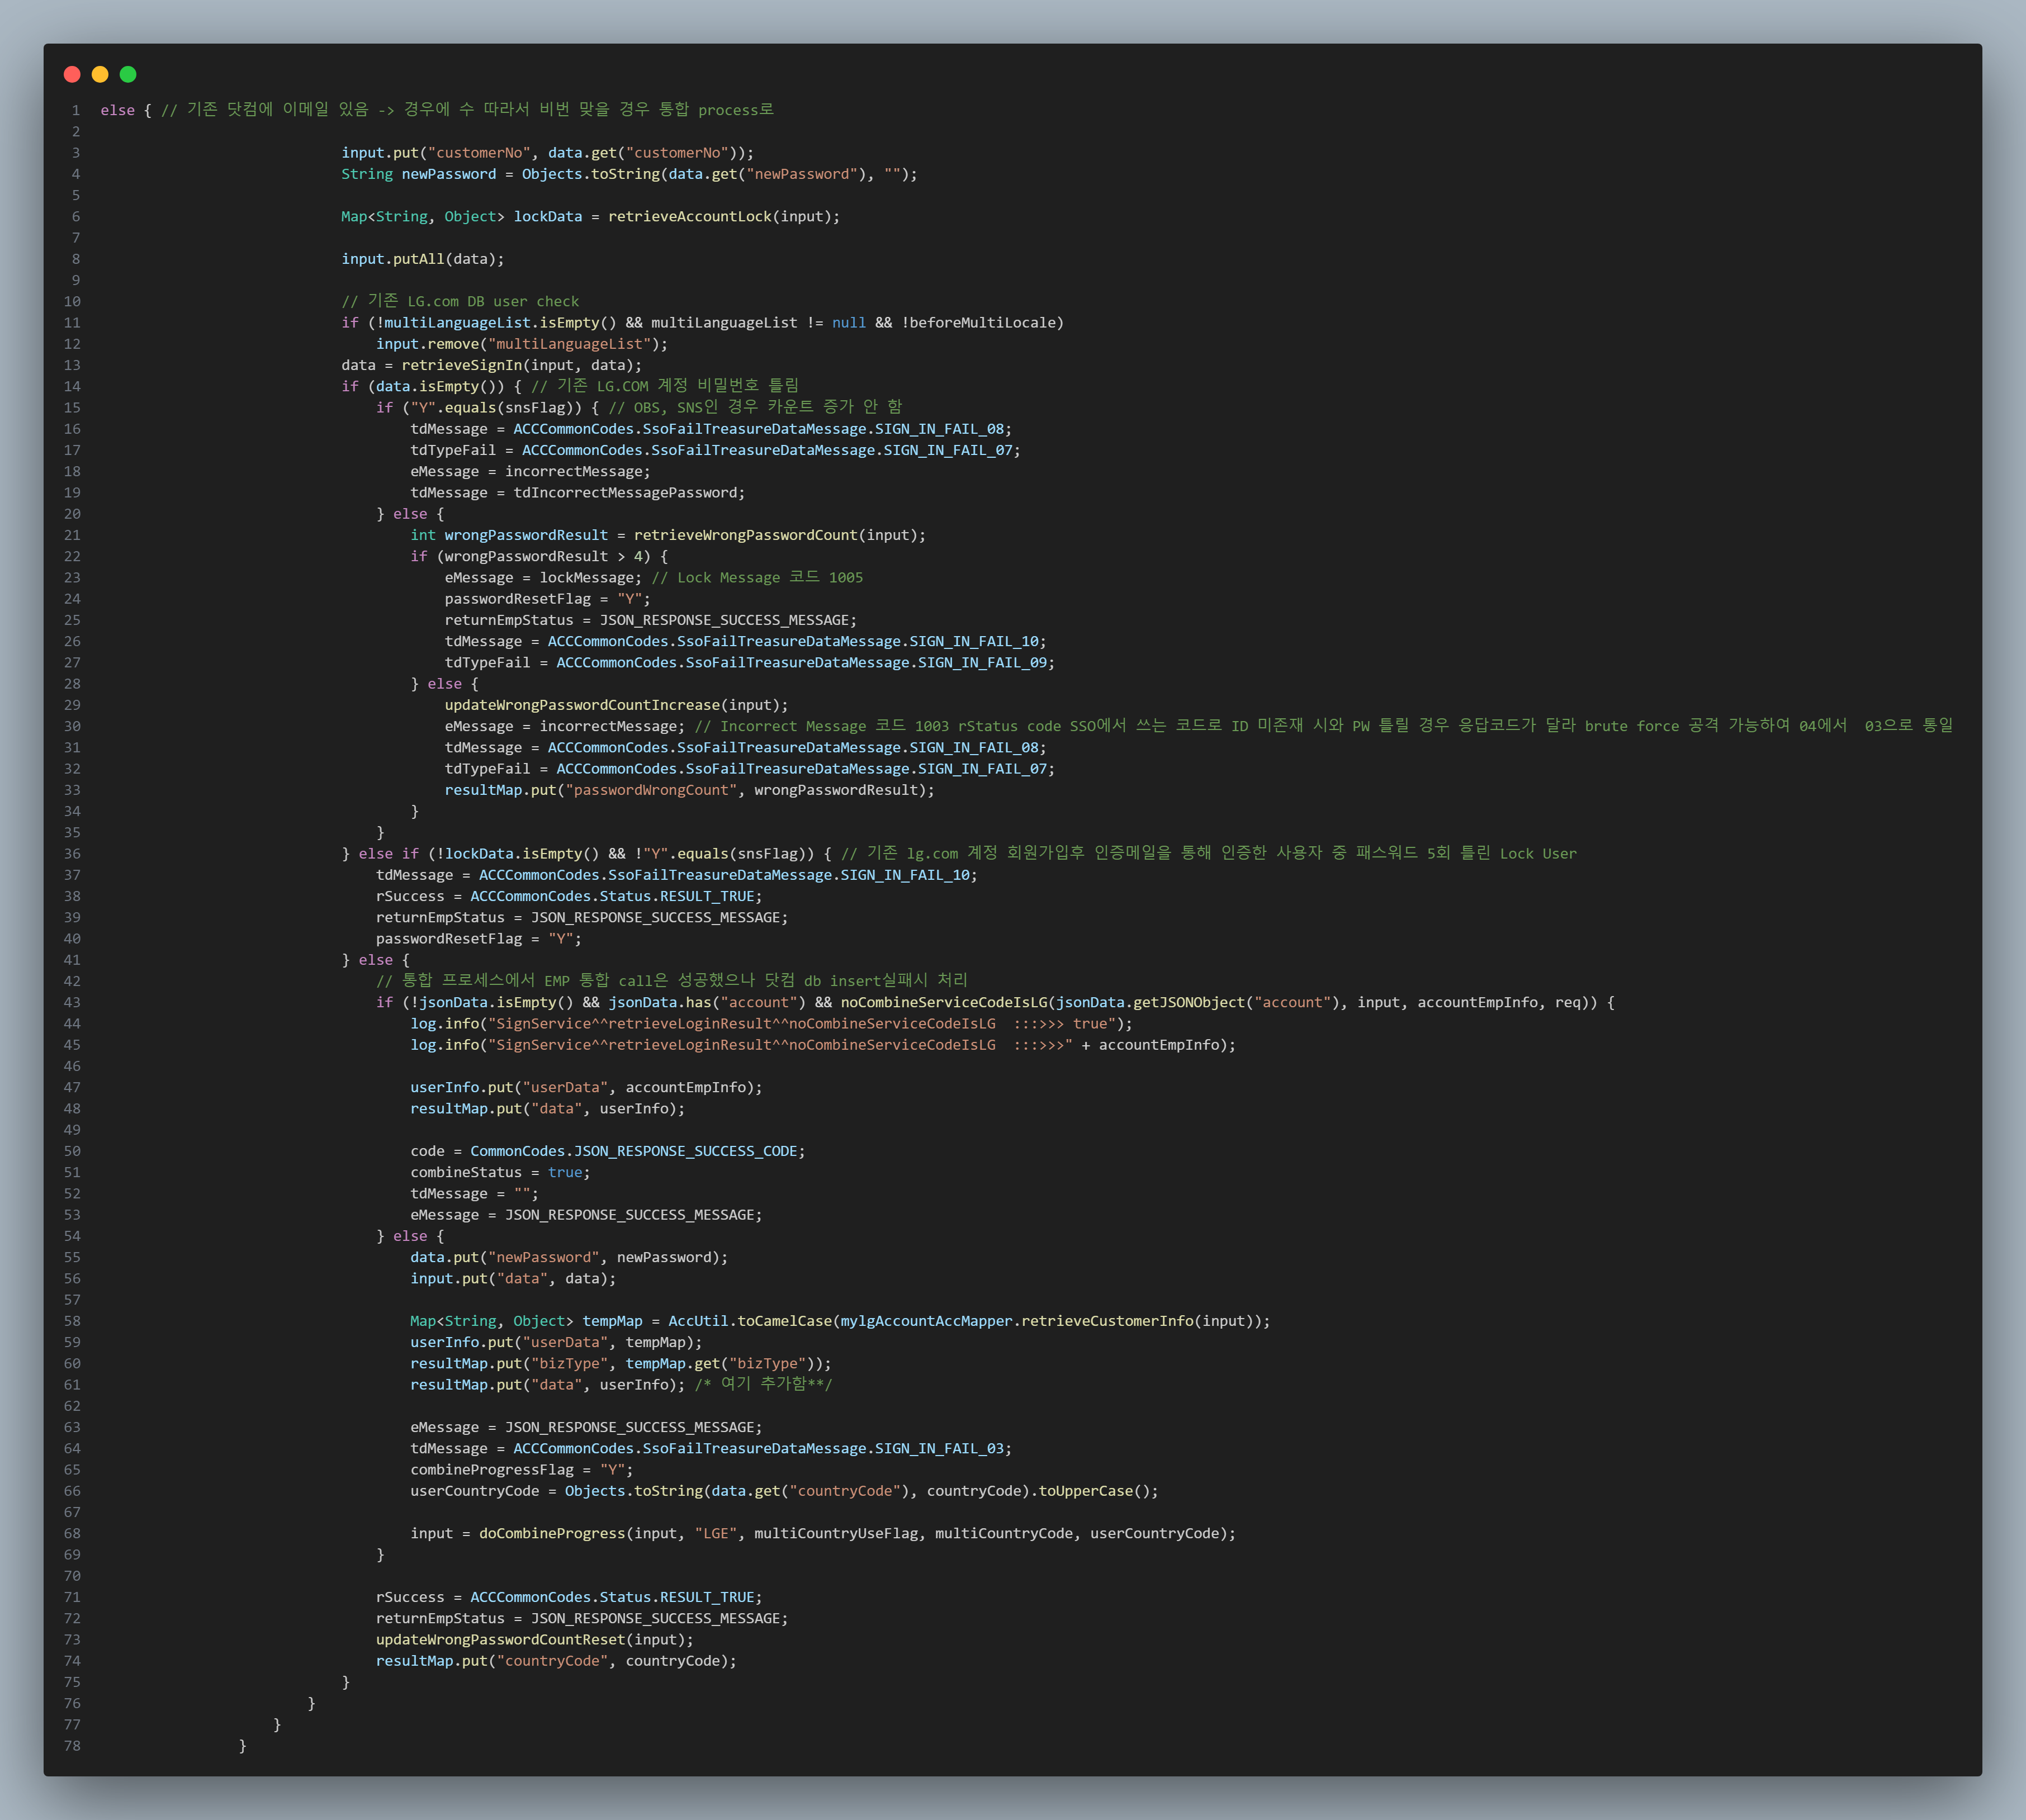 1 else { // 기존 닷컴에 이메일 있음 -> 경우에 수 따라서 비번 맞을 경우 통합 process로
2
3 input.put("customerNo", data.get("customerNo"));
4 String newPassword = Objects.toString(data.get("newPassword"), "");
5
6 Map<String, Object> lockData = retrieveAccountLock(input);
7
8 input.putAll(data);
9
10 // 기존 LG.com DB user check
11 if (!multiLanguageList.isEmpty() && multiLanguageList != null && !beforeMultiLocale)
12 input.remove("multiLanguageList");
13 data = retrieveSignIn(input, data);
14 if (data.isEmpty()) { // 기존 LG.COM 계정 비밀번호 틀림
15 if ("Y".equals(snsFlag)) { // OBS, SNS인 경우 카운트 증가 안 함
16 tdMessage = ACCCommonCodes.SsoFailTreasureDataMessage.SIGN_IN_FAIL_08;
17 tdTypeFail = ACCCommonCodes.SsoFailTreasureDataMessage.SIGN_IN_FAIL_07;
18 eMessage = incorrectMessage;
19 tdMessage = tdIncorrectMessagePassword;
20 } else {
21 int wrongPasswordResult = retrieveWrongPasswordCount(input);
22 if (wrongPasswordResult > 4) {
23 eMessage = lockMessage; // Lock Message 코드 1005
24 passwordResetFlag = "Y";
25 returnEmpStatus = JSON_RESPONSE_SUCCESS_MESSAGE;
26 tdMessage = ACCCommonCodes.SsoFailTreasureDataMessage.SIGN_IN_FAIL_10;
27 tdTypeFail = ACCCommonCodes.SsoFailTreasureDataMessage.SIGN_IN_FAIL_09;
28 } else {
29 updateWrongPasswordCountIncrease(input);
30 eMessage = incorrectMessage; // Incorrect Message 코드 1003 rStatus code SSO에서 쓰는 코드로 ID 미존재 시와 PW 틀릴 경우 응답코드가 달라 brute force 공격 가능하여 04에서  03으로 통일
31 tdMessage = ACCCommonCodes.SsoFailTreasureDataMessage.SIGN_IN_FAIL_08;
32 tdTypeFail = ACCCommonCodes.SsoFailTreasureDataMessage.SIGN_IN_FAIL_07;
33 resultMap.put("passwordWrongCount", wrongPasswordResult);
34 }
35 }
36 } else if (!lockData.isEmpty() && !"Y".equals(snsFlag)) { // 기존 lg.com 계정 회원가입후 인증메일을 통해 인증한 사용자 중 패스워드 5회 틀린 Lock User
37 tdMessage = ACCCommonCodes.SsoFailTreasureDataMessage.SIGN_IN_FAIL_10;
38 rSuccess = ACCCommonCodes.Status.RESULT_TRUE;
39 returnEmpStatus = JSON_RESPONSE_SUCCESS_MESSAGE;
40 passwordResetFlag = "Y";
41 } else {
42 // 통합 프로세스에서 EMP 통합 call은 성공했으나 닷컴 db insert실패시 처리
43 if (!jsonData.isEmpty() && jsonData.has("account") && noCombineServiceCodeIsLG(jsonData.getJSONObject("account"), input, accountEmpInfo, req)) {
44 log.info("SignService^^retrieveLoginResult^^noCombineServiceCodeIsLG  :::>>> true");
45 log.info("SignService^^retrieveLoginResult^^noCombineServiceCodeIsLG  :::>>>" + accountEmpInfo);
46
47 userInfo.put("userData", accountEmpInfo);
48 resultMap.put("data", userInfo);
49
50 code = CommonCodes.JSON_RESPONSE_SUCCESS_CODE;
51 combineStatus = true;
52 tdMessage = "";
53 eMessage = JSON_RESPONSE_SUCCESS_MESSAGE;
54 } else {
55 data.put("newPassword", newPassword);
56 input.put("data", data);
57
58 Map<String, Object> tempMap = AccUtil.toCamelCase(mylgAccountAccMapper.retrieveCustomerInfo(input));
59 userInfo.put("userData", tempMap);
60 resultMap.put("bizType", tempMap.get("bizType"));
61 resultMap.put("data", userInfo); /* 여기 추가함**/
62
63 eMessage = JSON_RESPONSE_SUCCESS_MESSAGE;
64 tdMessage = ACCCommonCodes.SsoFailTreasureDataMessage.SIGN_IN_FAIL_03;
65 combineProgressFlag = "Y";
66 userCountryCode = Objects.toString(data.get("countryCode"), countryCode).toUpperCase();
67
68 input = doCombineProgress(input, "LGE", multiCountryUseFlag, multiCountryCode, userCountryCode);
69 }
70
71 rSuccess = ACCCommonCodes.Status.RESULT_TRUE;
72 returnEmpStatus = JSON_RESPONSE_SUCCESS_MESSAGE;
73 updateWrongPasswordCountReset(input);
74 resultMap.put("countryCode", countryCode);
75 }
76 }
77 }
78 }